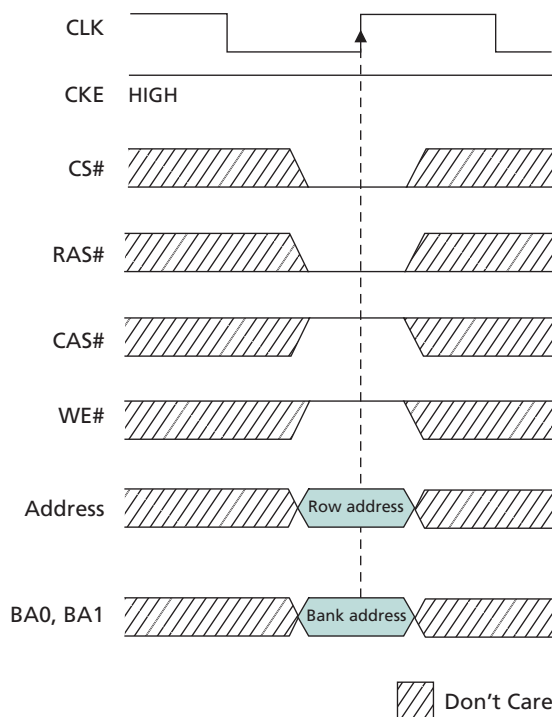 CLK
CKE HIGH
CS#
RAS#
CAS#
WE#
Address Row address
BA0, BA1 Bank address
Don't Care